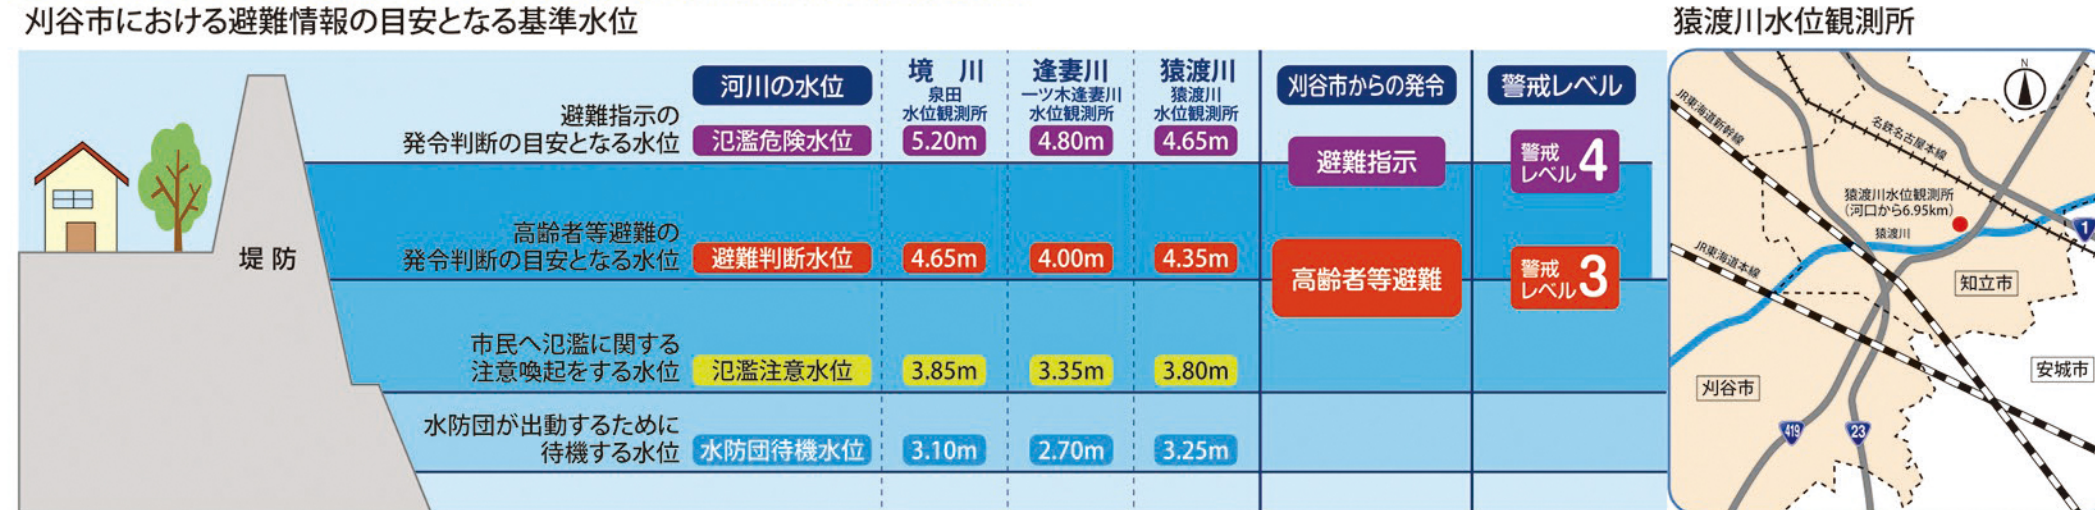 刈谷市における避難情報の目安となる基準水位
河川の水位
境 川
泉田
水位観測所
逢妻川
一ツ木逢妻川
水位観測所
猿渡川
猿渡川
水位観測所
刈谷市からの発令
警戒レベル
避難指示の
発令判断の目安となる水位
氾濫危険水位
5.20m
4.80m
4.65m
避難指示
警戒
レベル4
高齢者等避難の
発令判断の目安となる水位
避難判断水位
4.65m
4.00m
4.35m
高齢者等避難
警戒
レベル3
市民へ氾濫に関する
注意喚起をする水位
氾濫注意水位
3.85m
3.35m
3.80m
水防団が出動するために
待機する水位
水防団待機水位
3.10m
2.70m
3.25m
堤防
猿渡川水位観測所
N
JR東海道新幹線
名鉄名古屋本線
猿渡川水位観測所
（河口から6.95km）
猿渡川
1
JR東海道本線
知立市
安城市
刈谷市
419
23